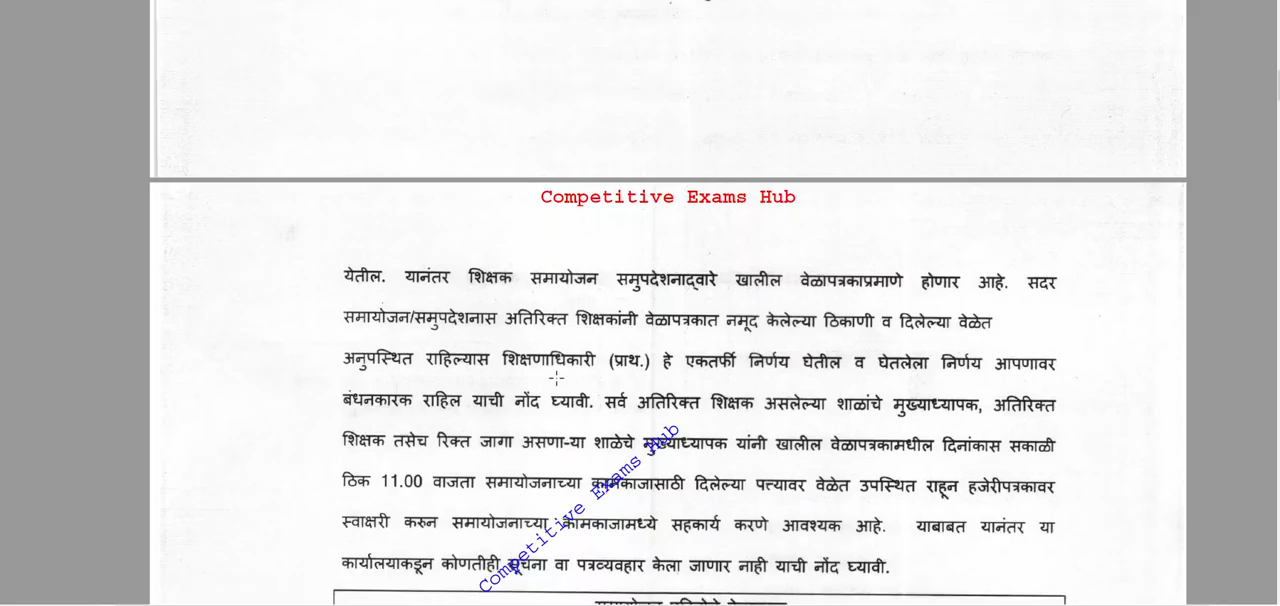 Competitive Exams Hub
येतील. यानंतर शिक्षक समायोजन समुपदेशनाद्वारे खालील वेळापत्रकाप्रमाणे होणार आहे. सदर
समायोजन/समुपदेशनास अतिरिक्त शिक्षकांनी वेळापत्रकात नमूद केलेल्या ठिकाणी व दिलेल्या वेळेत
अनुपस्थित राहिल्यास शिक्षणाधिकारी (प्राथ.) हे एकतर्फी निर्णय घेतील व घेतलेला निर्णय आपणावर
बंधनकारक राहिल याची नोंद घ्यावी. सर्व अतिरिक्त शिक्षक असलेल्या शाळांचे मुख्याध्यापक, अतिरिक्त
शिक्षक तसेच रिक्त जागा असणा-या शाळेचे मुख्याध्यापक यांनी खालील वेळापत्रकामधील दिनांकास सकाळी
ठिक 11.00 वाजता समायोजनाच्या कामकाजासाठी दिलेल्या पत्त्यावर वेळेत उपस्थित राहून हजेरीपत्रकावर
स्वाक्षरी करुन समायोजनाच्या कामकाजामध्ये सहकार्य करणे आवश्यक आहे. याबाबत यानंतर या
कार्यालयाकडून कोणतीही सूचना वा पत्रव्यवहार केला जाणार नाही याची नोंद घ्यावी.
Competitive Exams Hub